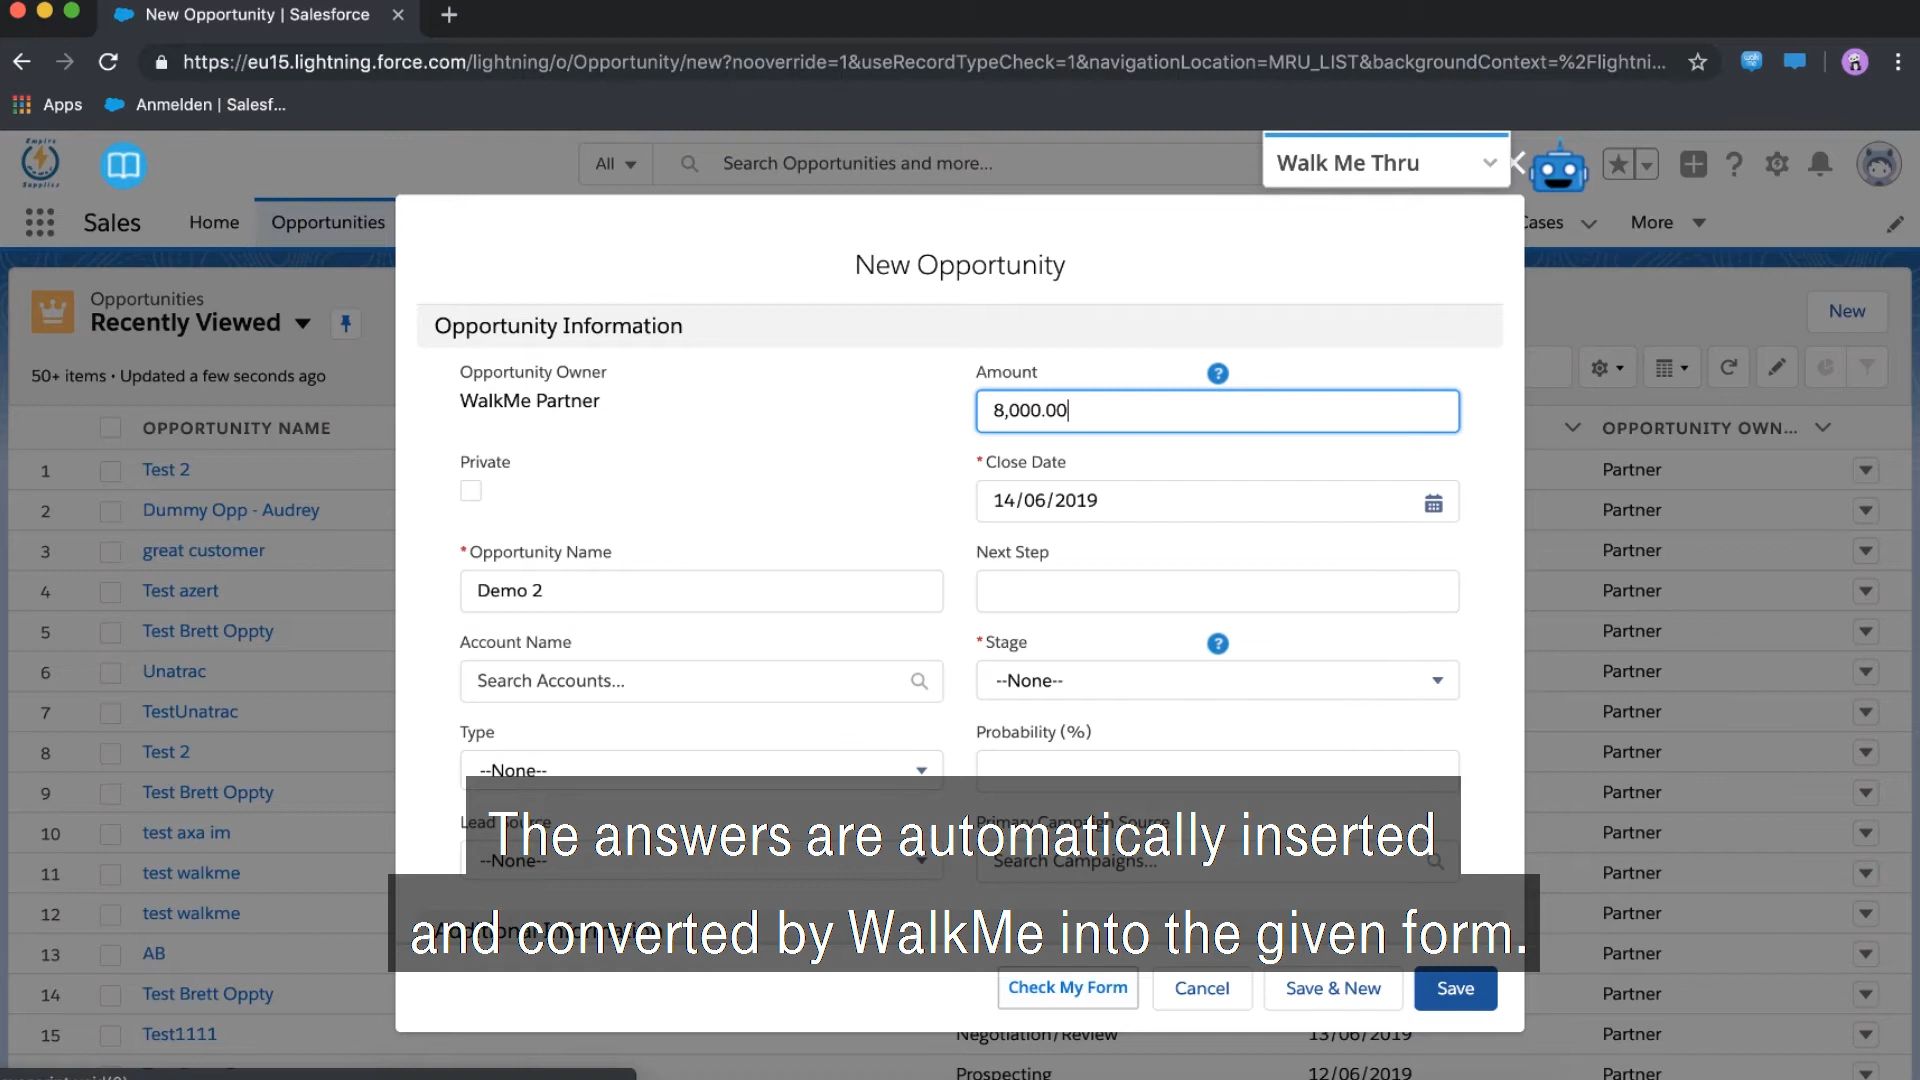 New Opportunity | Salesforce
https://eu15.lightning.force.com/lightning/o/Opportunity/new?nooverride=1&useRecordTypeCheck=1&navigationLocation=MRU_LIST&backgroundContext=%2Flightni...
Apps
Anmelden | Salesf...
Empire
Supplies
All
Search Opportunities and more...
Walk Me Thru
Sales
Home
Opportunities
Cases
More
New Opportunity
Opportunities
Recently Viewed
New
50+ items • Updated a few seconds ago
Opportunity Information
Opportunity Owner
WalkMe Partner
Amount
8,000.00
Private
*Close Date
14/06/2019
*Opportunity Name
Demo 2
Next Step
Account Name
Search Accounts...
*Stage
--None--
Type
--None--
Probability (%)
Lead Source
--None--
Primary Campaign Source
Search Campaigns...
Additional Information
The answers are automatically inserted
and converted by WalkMe into the given form.
Check My Form
Cancel
Save & New
Save
OPPORTUNITY NAME
OPPORTUNITY OWN...
1 Test 2 Partner
2 Dummy Opp - Audrey Partner
3 great customer Partner
4 Test azert Partner
5 Test Brett Oppty Partner
6 Unatrac Partner
7 TestUnatrac Partner
8 Test 2 Partner
9 Test Brett Oppty Partner
10 test axa im Partner
11 test walkme Partner
12 test walkme Partner
13 AB Partner
14 Test Brett Oppty Partner
15 Test1111 Negotiation/Review 13/06/2019 Partner
Prospecting 12/06/2019 Partner